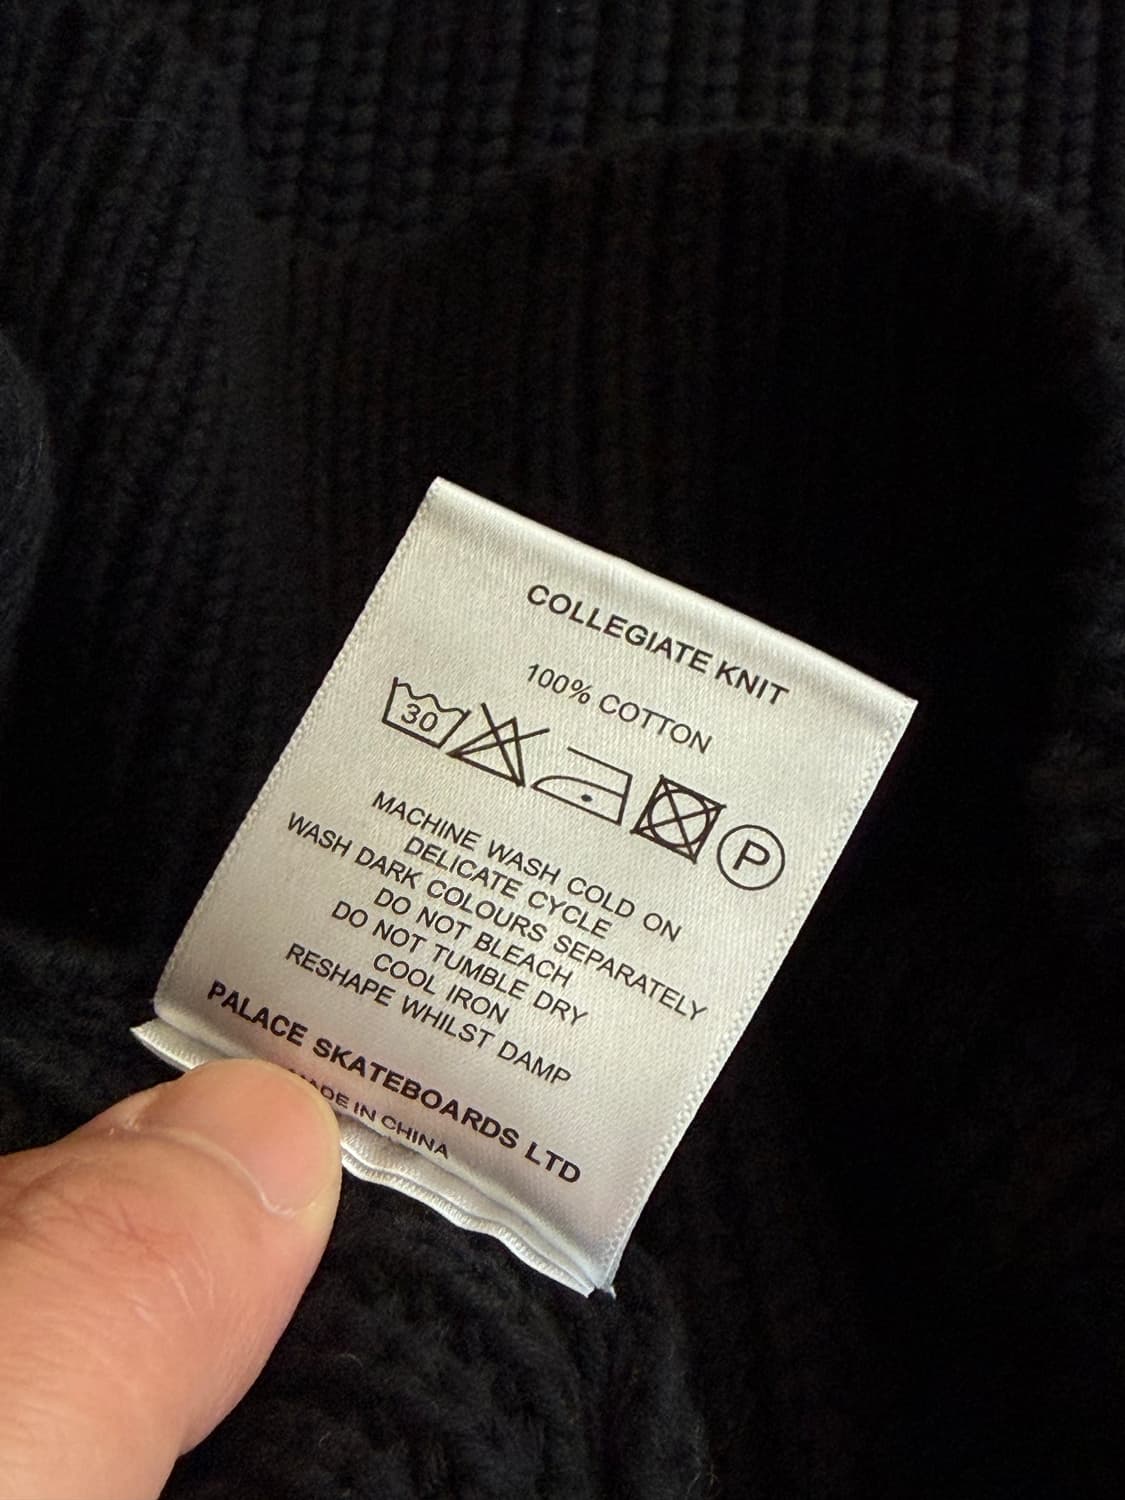 COLLEGIATE KNIT
100% COTTON
30 P
MACHINE WASH COLD ON
DELICATE CYCLE
WASH DARK COLOURS SEPARATELY
DO NOT BLEACH
DO NOT TUMBLE DRY
COOL IRON
RESHAPE WHILST DAMP
PALACE SKATEBOARDS LTD
MADE IN CHINA